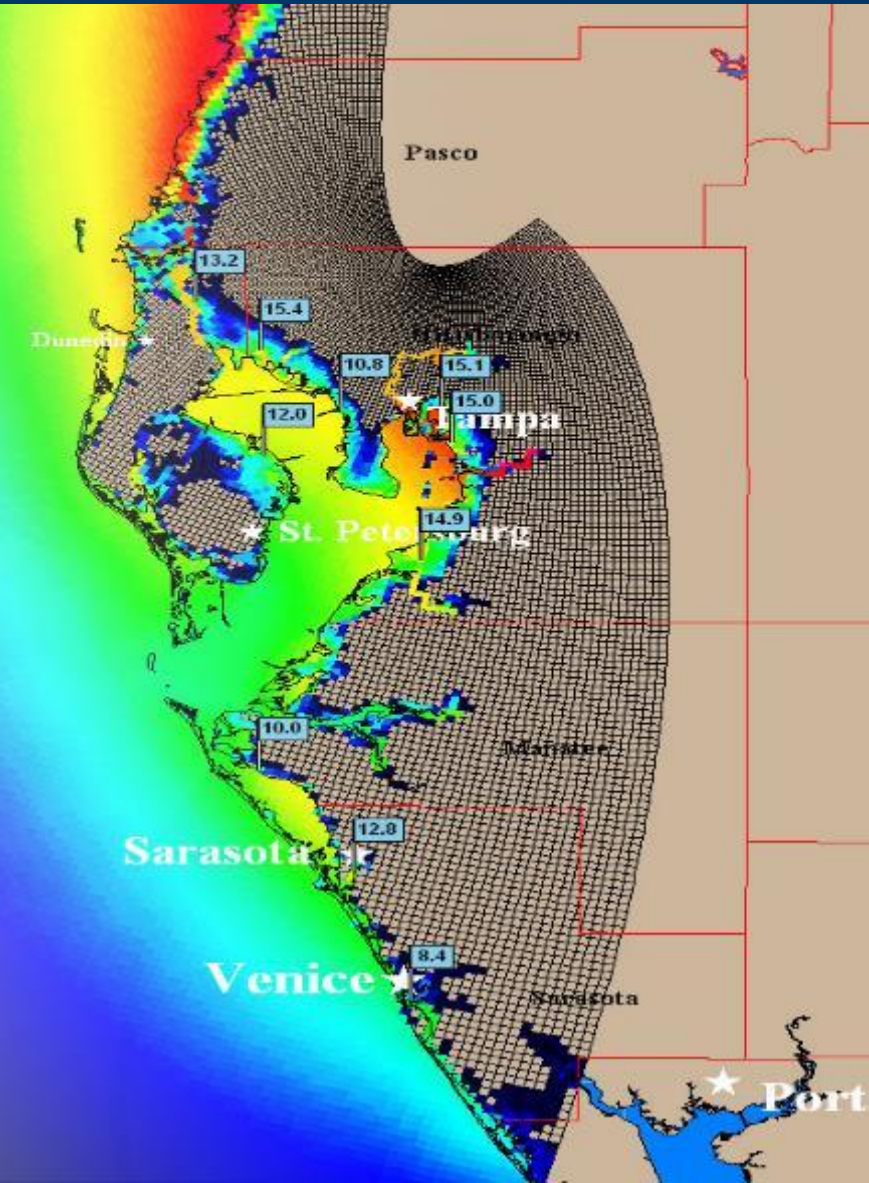 Pasco
13.2
15.4
Dunedin
10.8
15.1
15.0
Tampa
12.0
14.9
St. Petersburg
10.0
Manatee
12.8
Sarasota
8.4
Venice
Sarasota
Port